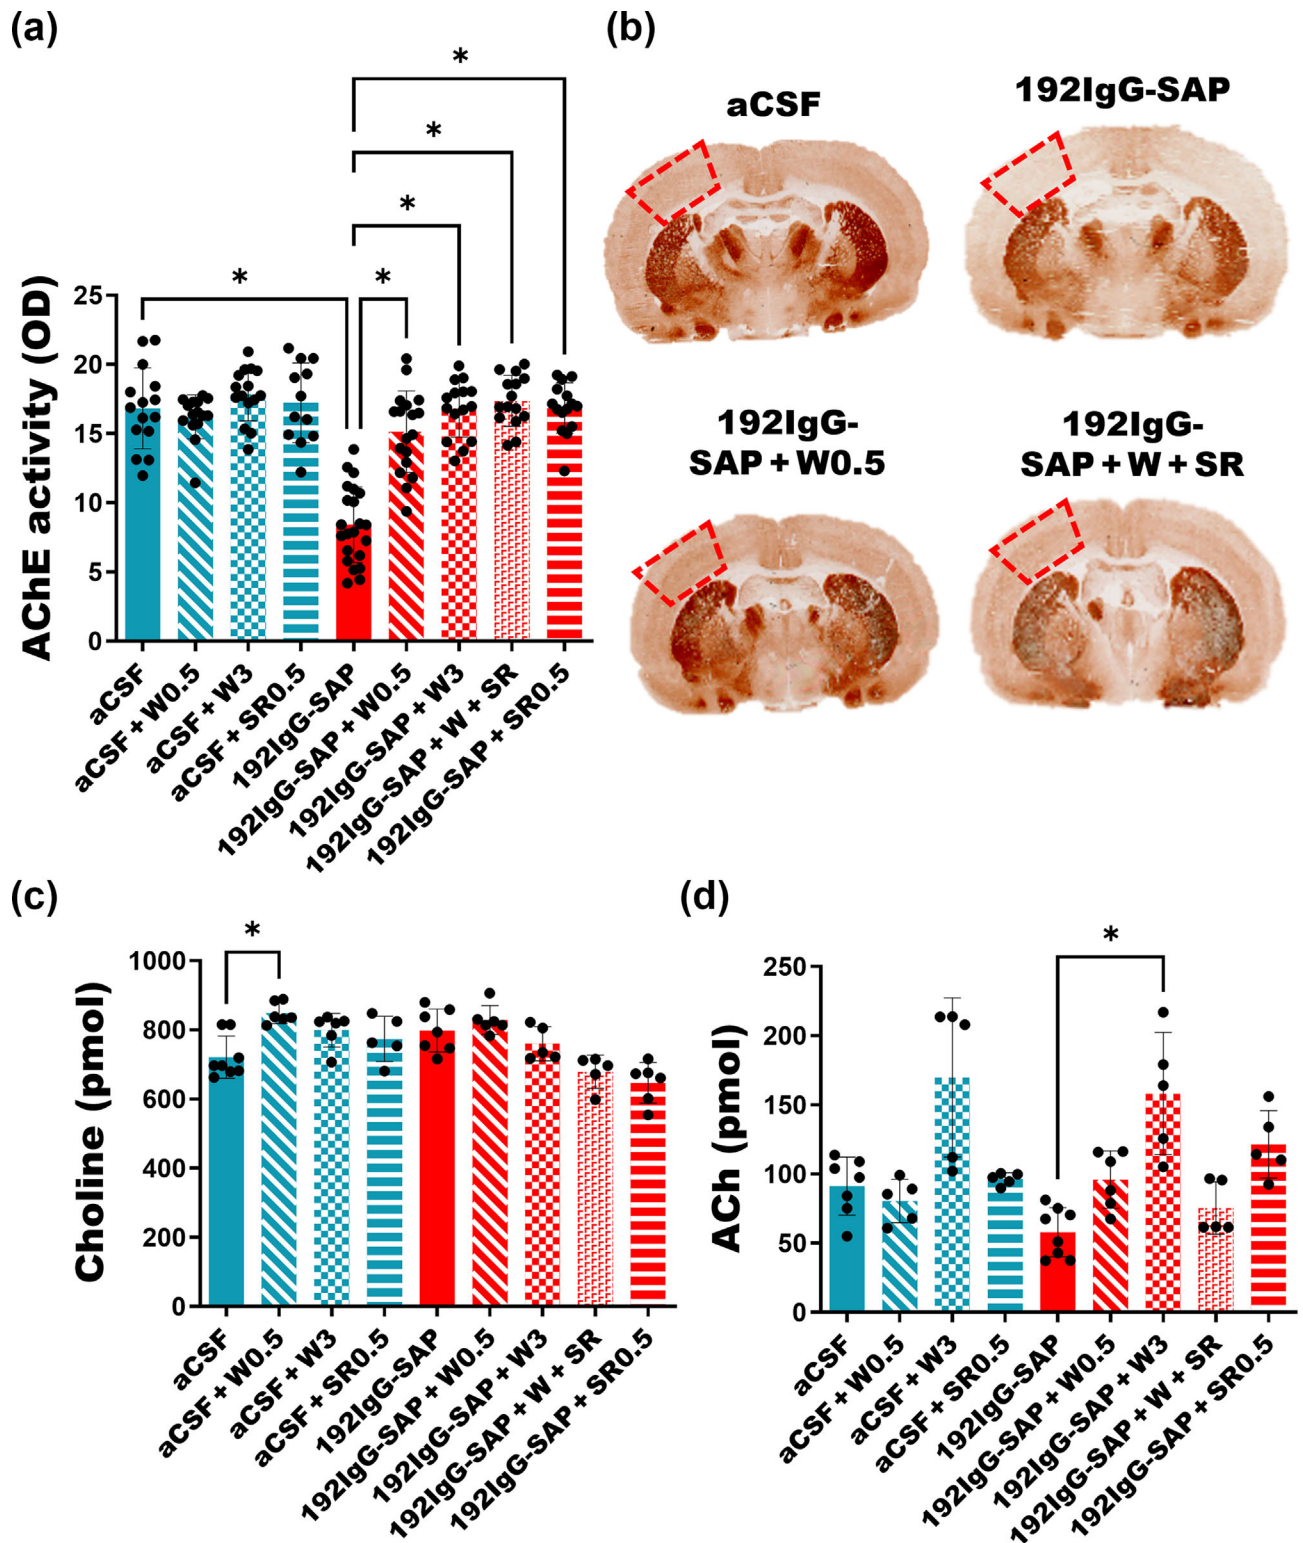 (a)
*
*
*
*
*
AChE activity (OD)
25
20
15
10
5
0
aCSF
aCSF + W0.5
aCSF + W3
aCSF + SR0.5
192IgG-SAP
192IgG-SAP + W0.5
192IgG-SAP + W3
192IgG-SAP + W + SR
192IgG-SAP + SR0.5
(b)
aCSF
192IgG-SAP
192IgG-
SAP + W0.5
192IgG-
SAP + W + SR
(c)
*
Choline (pmol)
1000
800
600
400
200
0
aCSF
aCSF + W0.5
aCSF + W3
aCSF + SR0.5
192IgG-SAP
192IgG-SAP + W0.5
192IgG-SAP + W3
192IgG-SAP + W + SR
192IgG-SAP + SR0.5
(d)
*
ACh (pmol)
250
200
150
100
50
0
aCSF
aCSF + W0.5
aCSF + W3
aCSF + SR0.5
192IgG-SAP
192IgG-SAP + W0.5
192IgG-SAP + W3
192IgG-SAP + W + SR
192IgG-SAP + SR0.5